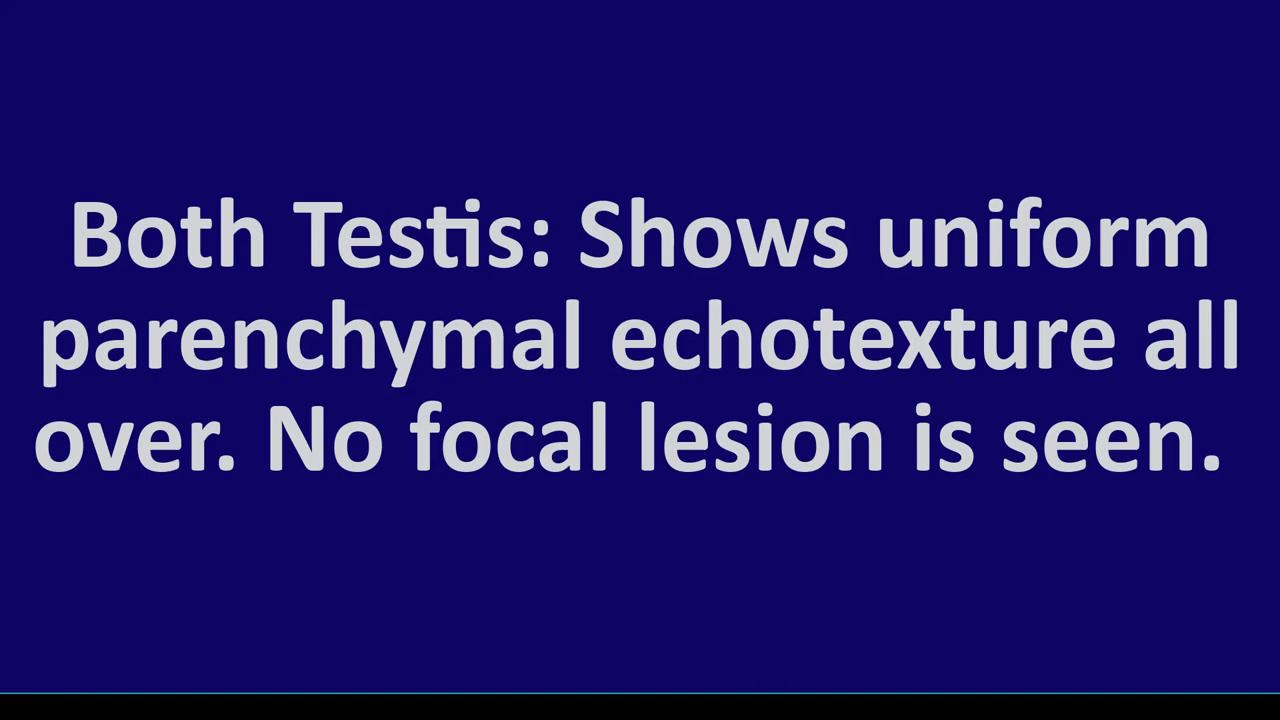 Both Testis: Shows uniform
parenchymal echotexture all
over. No focal lesion is seen.